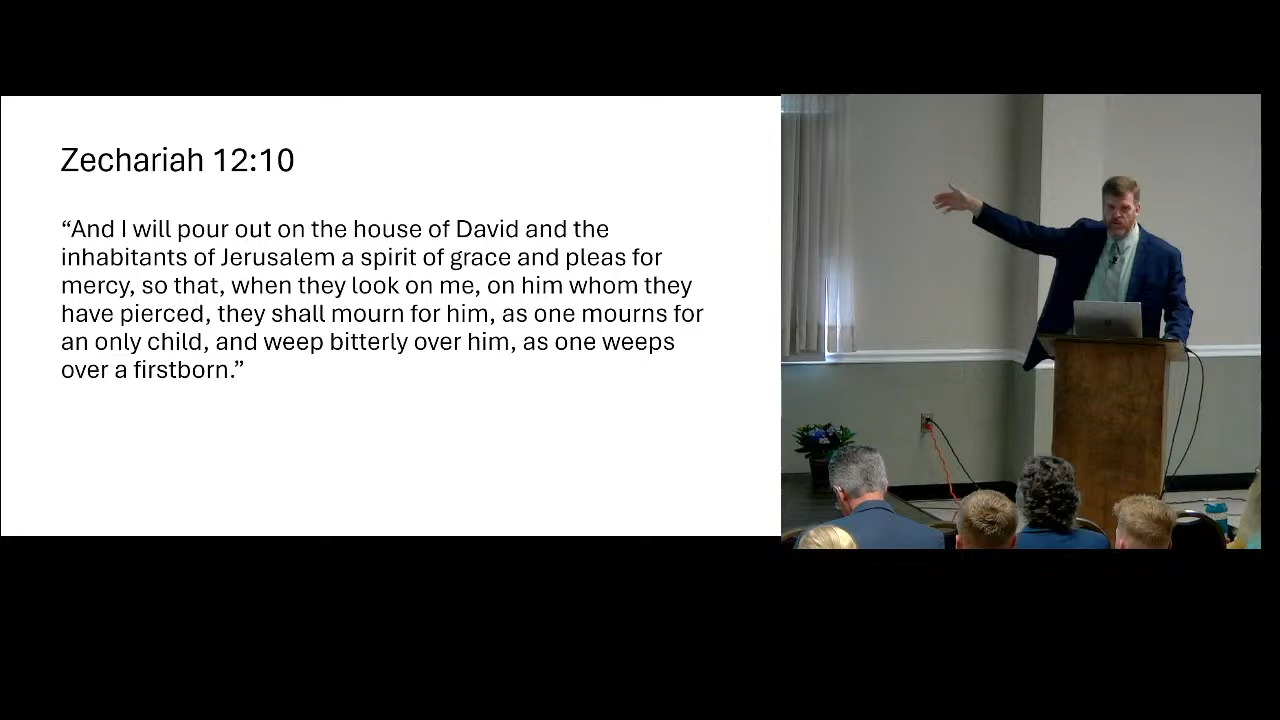 Zechariah 12:10
“And I will pour out on the house of David and the
inhabitants of Jerusalem a spirit of grace and pleas for
mercy, so that, when they look on me, on him whom they
have pierced, they shall mourn for him, as one mourns for
an only child, and weep bitterly over him, as one weeps
over a firstborn.”